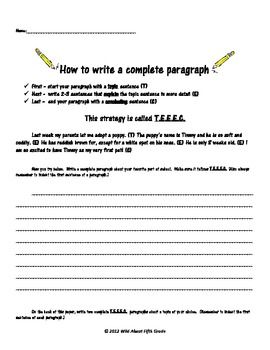 Name:
How to write a complete paragraph
✓ First - start your paragraph with a topic sentence (T)
✓ Next - write 2-5 sentences that explain the topic sentence in more detail (E)
✓ Last - end your paragraph with a concluding sentence (C)
This strategy is called T.E.E.E.C.
Last week my parents let me adopt a puppy. (T) The puppy's name is Timmy and he is so soft and
cuddly. (E) He has reddish brown fur, except for a white spot on his nose. (E) He is only 8 weeks old. (E) I
am so excited to have Timmy as my very first pet! (C)
Now you try below. Write a complete paragraph about your favorite part of school. Make sure it follows T.E.E.E.C. (Also always
remember to indent the first sentence of a paragraph.)
On the back of this paper, write two complete T.E.E.E.C. paragraphs about a topic of your choice. (Remember to indent the first
sentence of each paragraph.)
© 2012 Wild About Fifth Grade